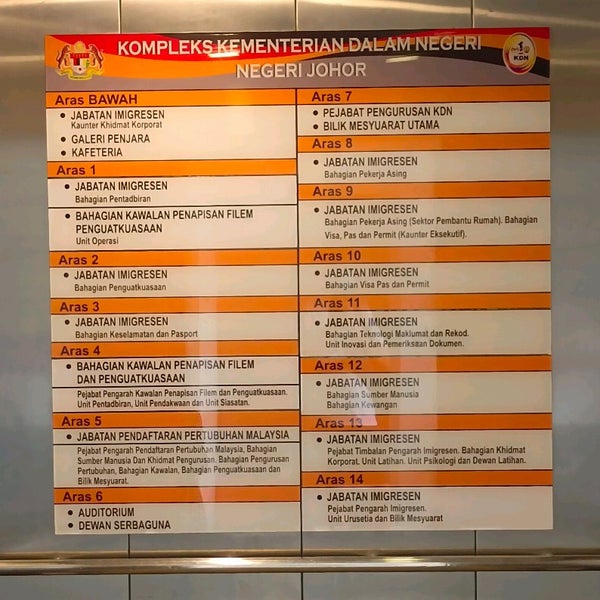 KOMPLEKS KEMENTERIAN DALAM NEGERI
NEGERI JOHOR
KDN
Aras BAWAH
• JABATAN IMIGRESEN
Kaunter Khidmat Korporat
• GALERI PENJARA
• KAFETERIA
Aras 1
• JABATAN IMIGRESEN
Bahagian Pentadbiran
• BAHAGIAN KAWALAN PENAPISAN FILEM
PENGUATKUASAAN
Unit Operasi
Aras 2
• JABATAN IMIGRESEN
Bahagian Penguatkuasaan
Aras 3
• JABATAN IMIGRESEN
Bahagian Keselamatan dan Pasport
Aras 4
• BAHAGIAN KAWALAN PENAPISAN FILEM
DAN PENGUATKUASAAN
Pejabat Pengarah Kawalan Penapisan Filem dan Penguatkuasaan.
Unit Pentadbiran, Unit Pendakwaan dan Unit Siasatan.
Aras 5
• JABATAN PENDAFTARAN PERTUBUHAN MALAYSIA
Pejabat Pengarah Pendaftaran Pertubuhan Malaysia, Bahagian
Sumber Manusia Dan Khidmat Pengurusan. Bahagian Pengurusan
Pertubuhan, Bahagian Kawalan, Bahagian Penguatkuasaan dan
Bilik Mesyuarat.
Aras 6
• AUDITORIUM
• DEWAN SERBAGUNA
Aras 7
• PEJABAT PENGURUSAN KDN
• BILIK MESYUARAT UTAMA
Aras 8
• JABATAN IMIGRESEN
Bahagian Pekerja Asing
Aras 9
• JABATAN IMIGRESEN
Bahagian Pekerja Asing (Sektor Pembantu Rumah). Bahagian
Visa, Pas dan Permit (Kaunter Eksekutif).
Aras 10
• JABATAN IMIGRESEN
Bahagian Visa Pas dan Permit
Aras 11
• JABATAN IMIGRESEN
Bahagian Teknologi Maklumat dan Rekod.
Unit Inovasi dan Pemeriksaan Dokumen.
Aras 12
• JABATAN IMIGRESEN
Bahagian Sumber Manusia
Bahagian Kewangan
Aras 13
• JABATAN IMIGRESEN
Pejabat Timbalan Pengarah Imigresen. Bahagian Khidmat
Korporat. Unit Latihan. Unit Psikologi dan Dewan Latihan.
Aras 14
• JABATAN IMIGRESEN
Pejabat Pengarah Imigresen.
Unit Urusetia dan Bilik Mesyuarat